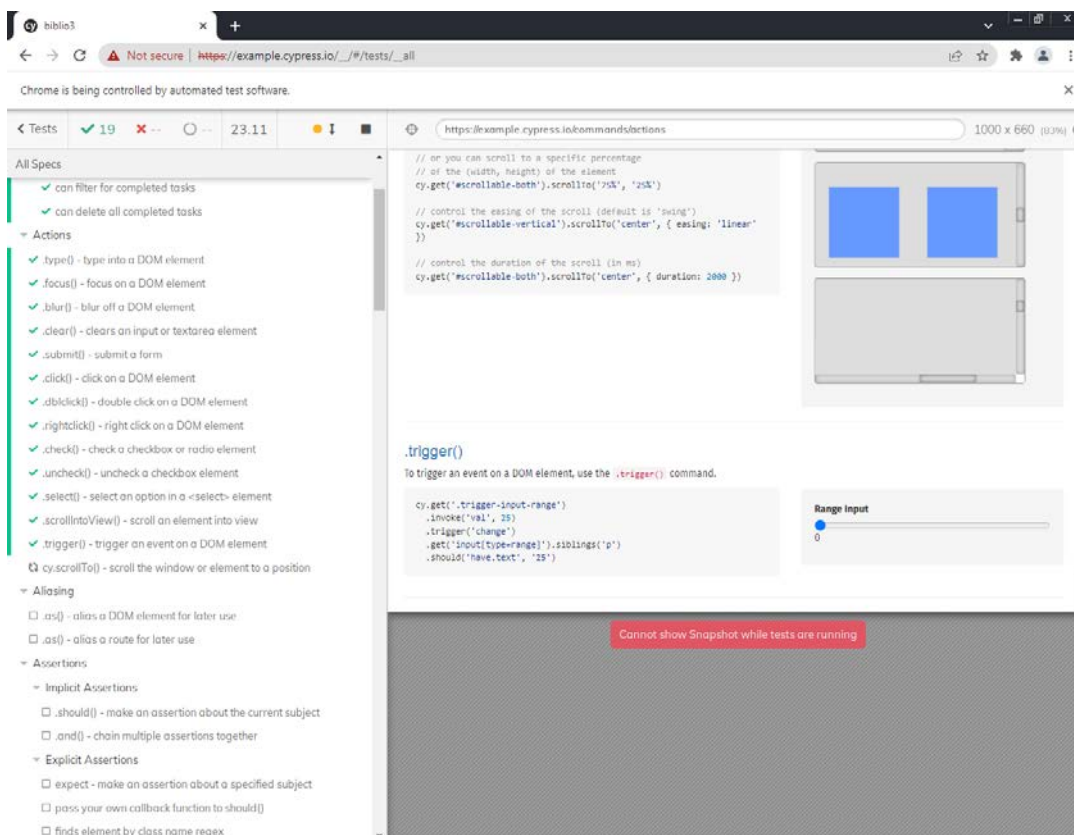 biblio3
Not secure | https://example.cypress.io/__/#/tests/__all
Chrome is being controlled by automated test software.
Tests 19 -- -- 23.11
https://example.cypress.io/commands/actions 1000 x 660 (83%)
All Specs
can filter for completed tasks
can delete all completed tasks
Actions
.type() - type into a DOM element
.focus() - focus on a DOM element
.blur() - blur off a DOM element
.clear() - clears an input or textarea element
.submit() - submit a form
.click() - click on a DOM element
.dblclick() - double click on a DOM element
.rightclick() - right click on a DOM element
.check() - check a checkbox or radio element
.uncheck() - uncheck a checkbox element
.select() - select an option in a <select> element
.scrollIntoView() - scroll an element into view
.trigger() - trigger an event on a DOM element
cy.scrollTo() - scroll the window or element to a position
Aliasing
.as() - alias a DOM element for later use
.as() - alias a route for later use
Assertions
Implicit Assertions
.should() - make an assertion about the current subject
.and() - chain multiple assertions together
Explicit Assertions
expect - make an assertion about a specified subject
pass your own callback function to should()
finds element by class name regex
// or you can scroll to a specific percentage
// of the (width, height) of the element
cy.get('#scrollable-both').scrollTo('75%', '25%')
// control the easing of the scroll (default is 'swing')
cy.get('#scrollable-vertical').scrollTo('center', { easing: 'linear'
})
// control the duration of the scroll (in ms)
cy.get('#scrollable-both').scrollTo('center', { duration: 2000 })
.trigger()
To trigger an event on a DOM element, use the .trigger() command.
cy.get('.trigger-input-range')
.invoke('val', 25)
.trigger('change')
.get('input[type=range]').siblings('p')
.should('have.text', '25')
Range Input
0
Cannot show Snapshot while tests are running